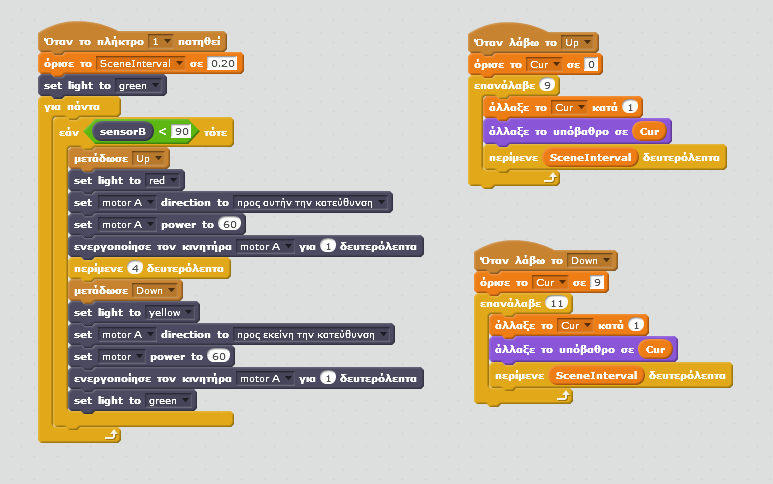 Όταν το πλήκτρο 1 πατηθεί
όρισε το SceneInterval σε 0.20
set light to green
για πάντα
εάν sensorB < 90 τότε
μετάδωσε Up
set light to red
set motor A direction to προς αυτήν την κατεύθυνση
set motor A power to 60
ενεργοποίησε τον κινητήρα motor A για 1 δευτερόλεπτα
περίμενε 4 δευτερόλεπτα
μετάδωσε Down
set light to yellow
set motor A direction to προς εκείνη την κατεύθυνση
set motor power to 60
ενεργοποίησε τον κινητήρα motor A για 1 δευτερόλεπτα
set light to green
Όταν λάβω το Up
όρισε το Cur σε 0
επανάλαβε 9
άλλαξε το Cur κατά 1
άλλαξε το υπόβαθρο σε Cur
περίμενε SceneInterval δευτερόλεπτα
Όταν λάβω το Down
όρισε το Cur σε 9
επανάλαβε 11
άλλαξε το Cur κατά 1
άλλαξε το υπόβαθρο σε Cur
περίμενε SceneInterval δευτερόλεπτα